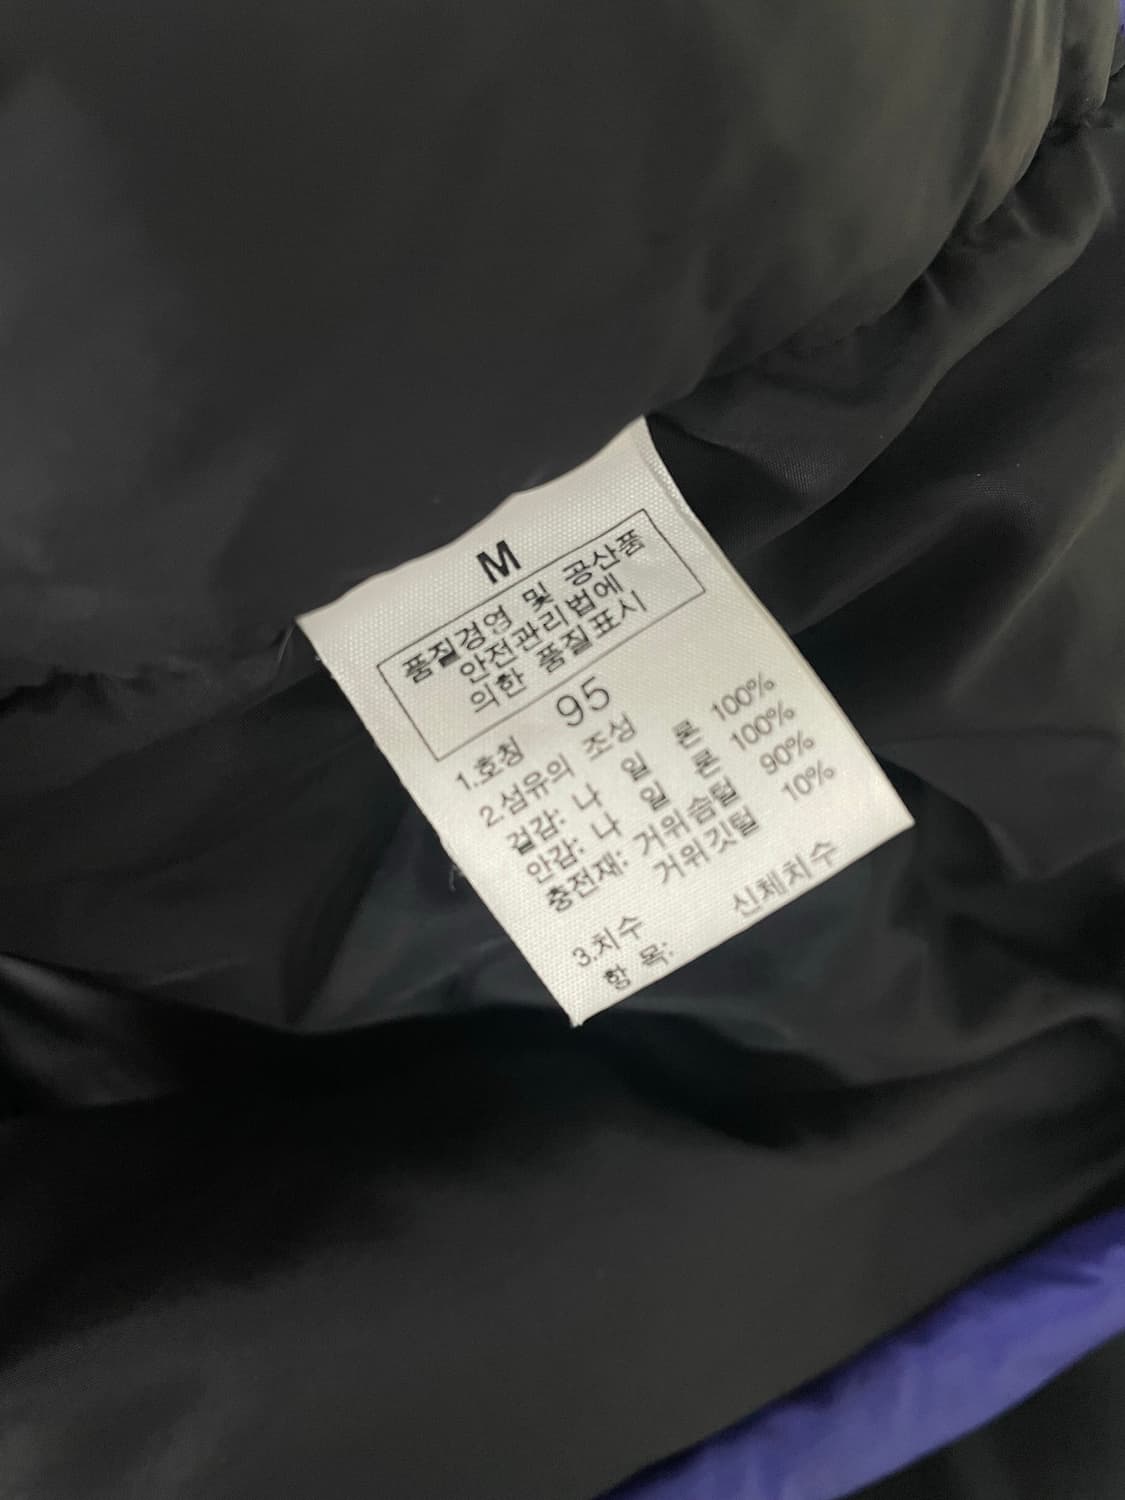 M
품질경영 및 공산품
안전관리법에
의한 품질표시
1.호칭 95
2.섬유의 조성
겉감: 나 일 론 100%
안감: 나 일 론 100%
충전재: 거위솜털 90%
거위깃털 10%
3.치수
항 목: 신체치수